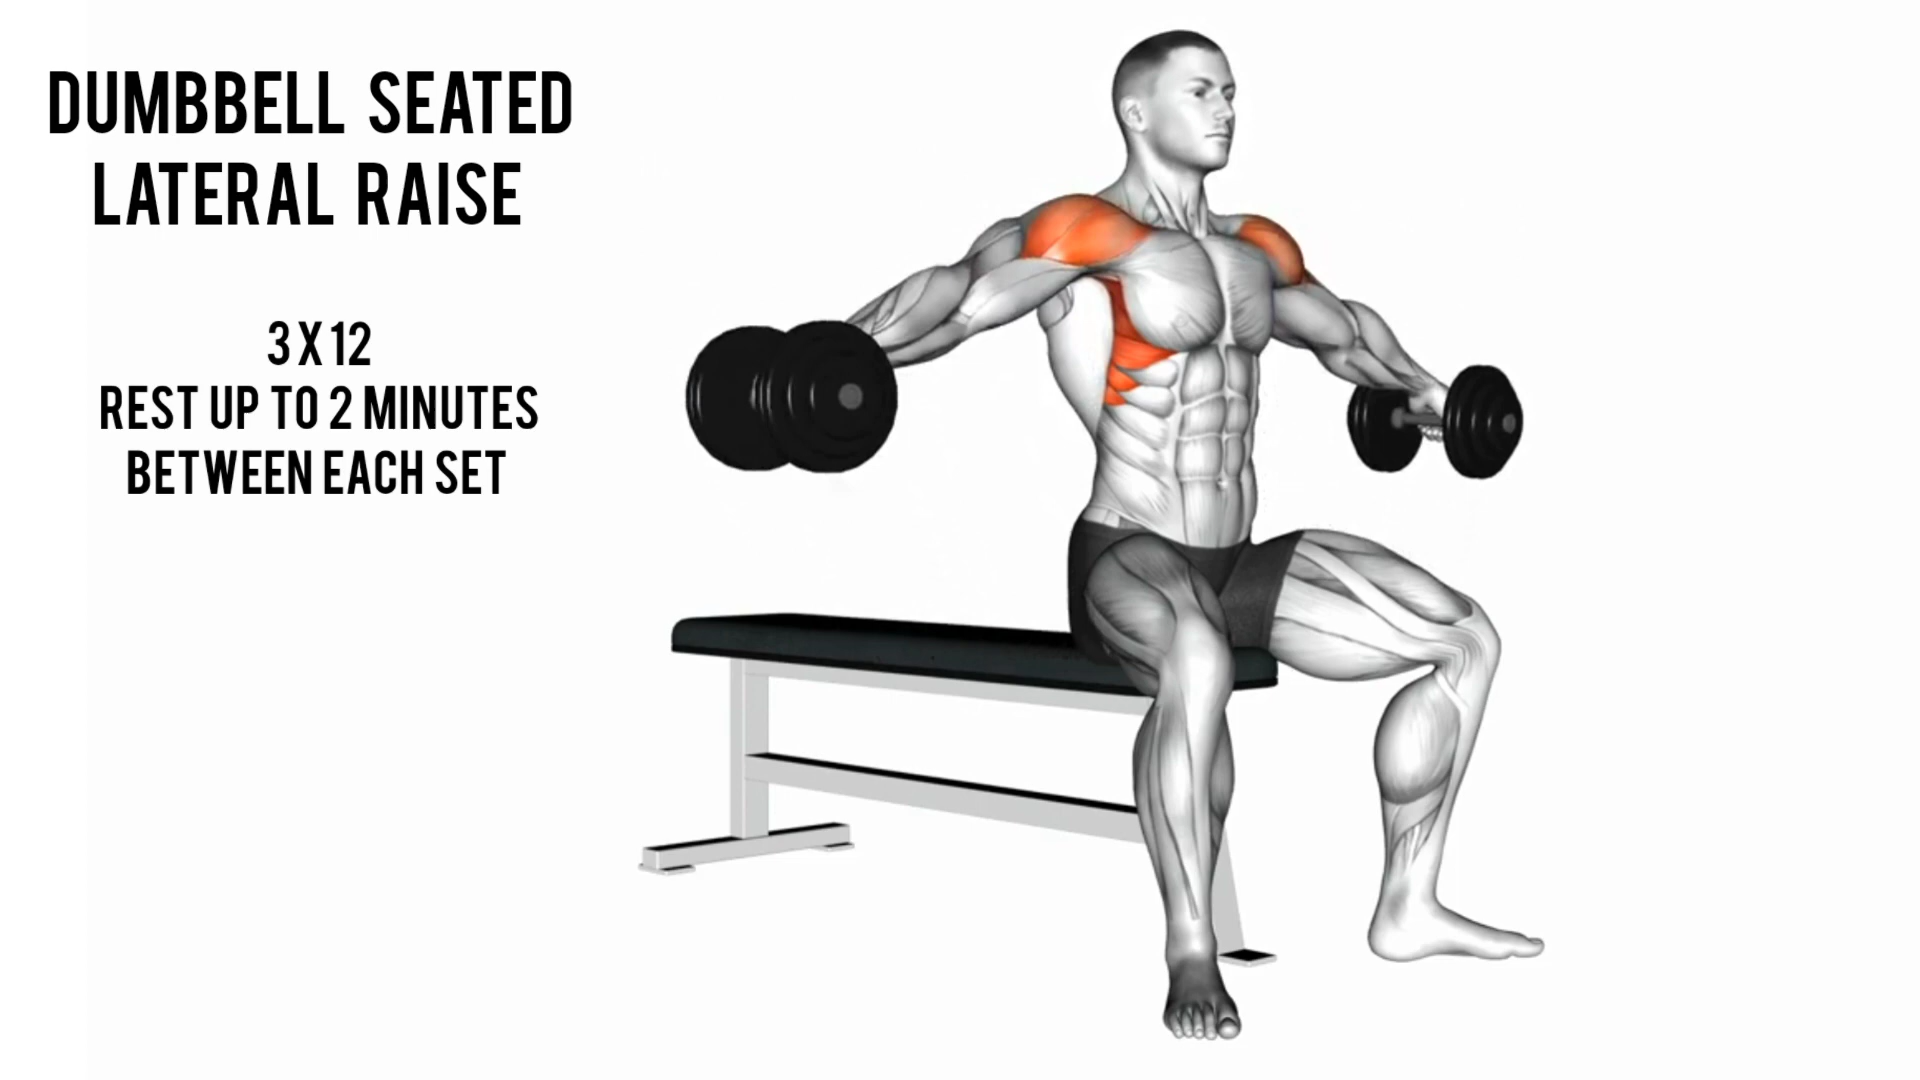 DUMBBELL SEATED
LATERAL RAISE
3 X 12
REST UP TO 2 MINUTES
BETWEEN EACH SET